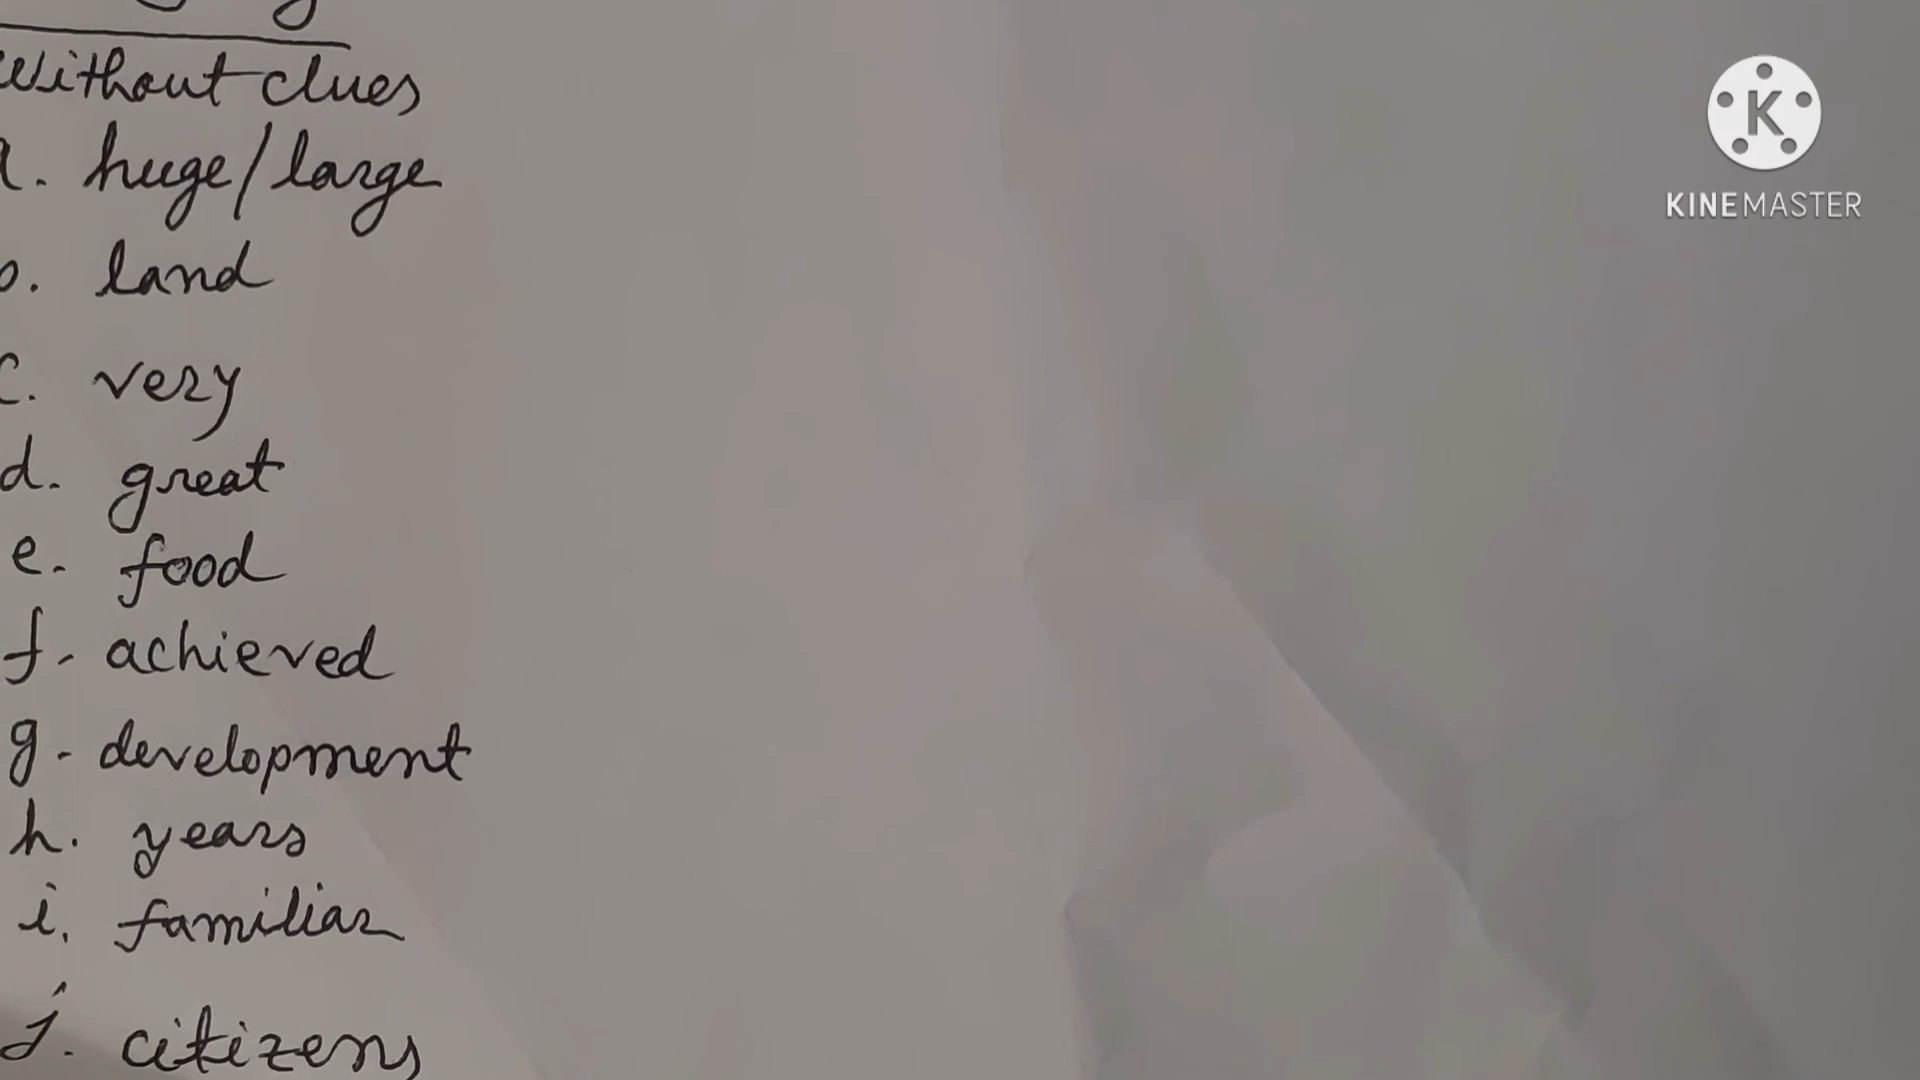 Without clues
a. huge/large
b. land
c. very
d. great
e. food
f. achieved
g. development
h. years
i. familiar
j. citizens
K
KINEMASTER